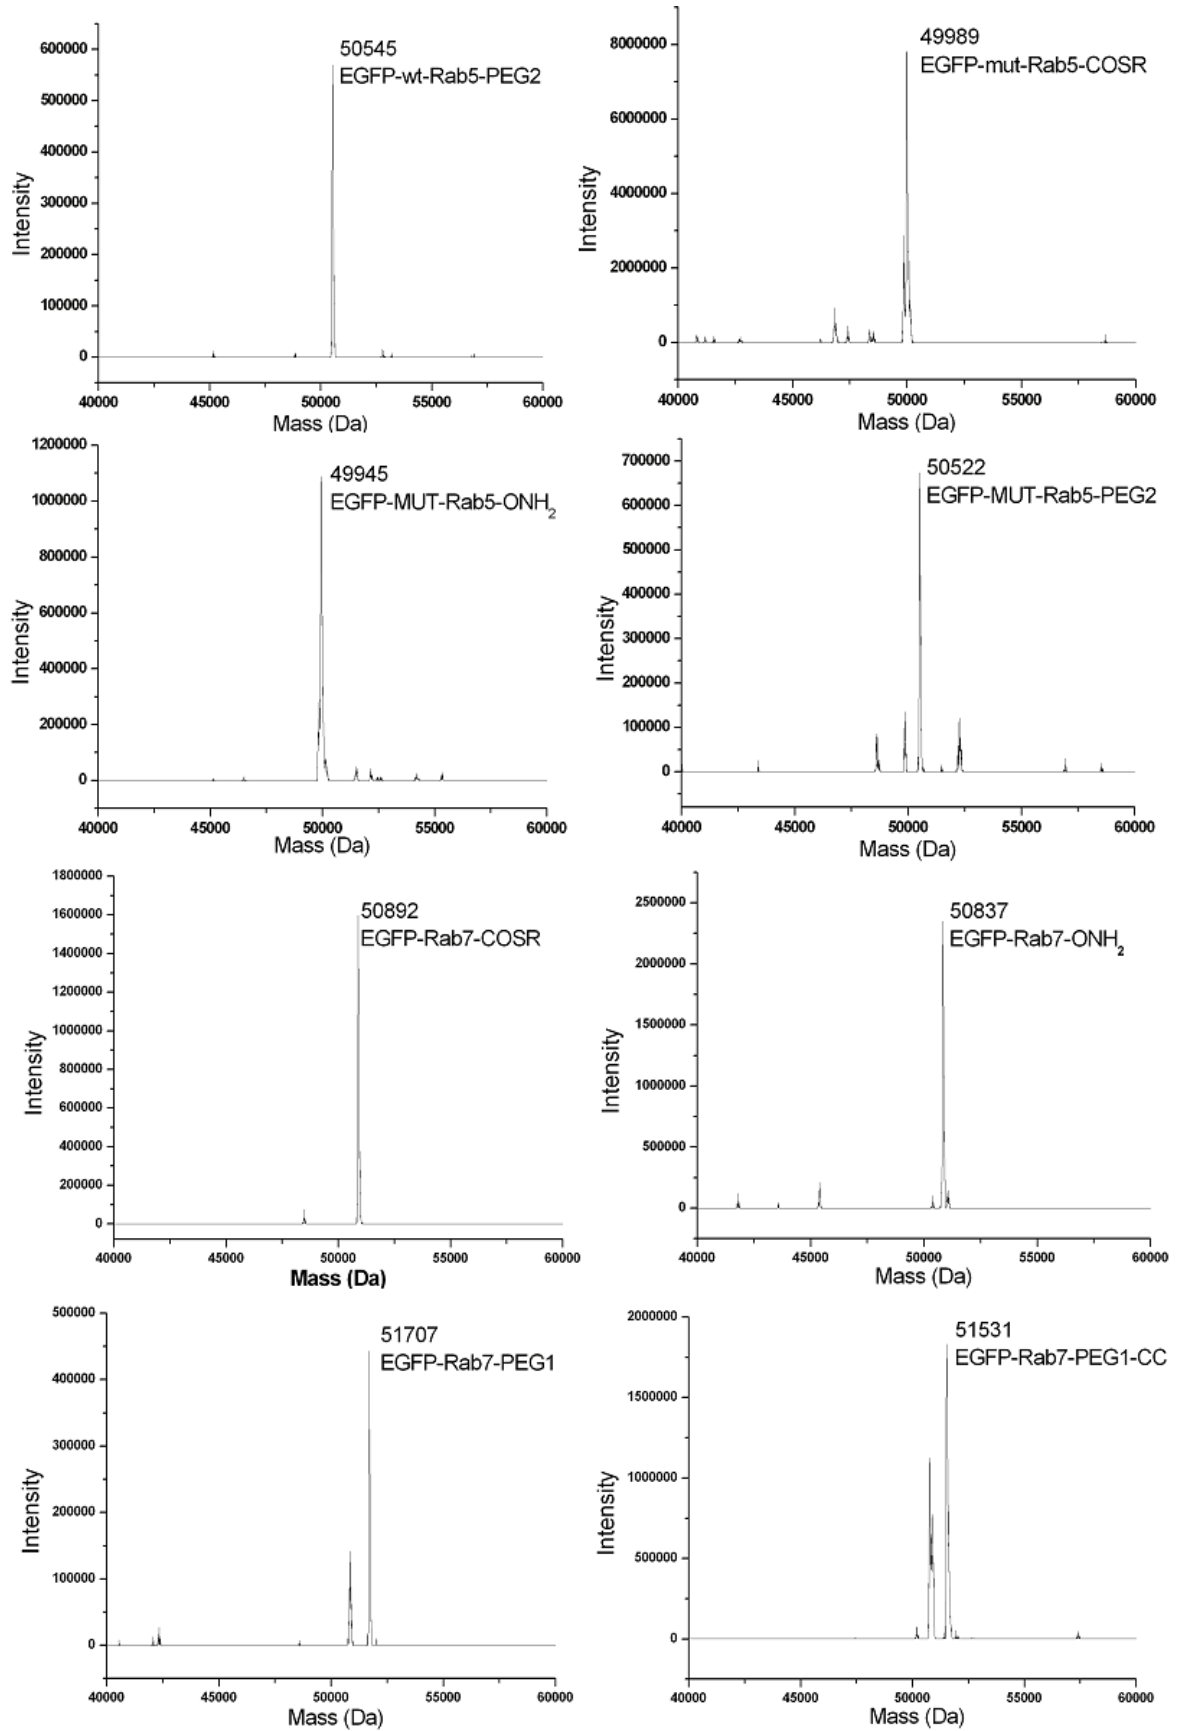 50545
EGFP-wt-Rab5-PEG2
600000
500000
400000
300000
200000
100000
0
Intensity
40000 45000 50000 55000 60000
Mass (Da)
49989
EGFP-mut-Rab5-COSR
8000000
6000000
4000000
2000000
0
Intensity
40000 45000 50000 55000 60000
Mass (Da)
49945
EGFP-MUT-Rab5-ONH2
1200000
1000000
800000
600000
400000
200000
0
Intensity
40000 45000 50000 55000 60000
Mass (Da)
50522
EGFP-MUT-Rab5-PEG2
700000
600000
500000
400000
300000
200000
100000
0
Intensity
40000 45000 50000 55000 60000
Mass (Da)
50892
EGFP-Rab7-COSR
1800000
1600000
1400000
1200000
1000000
800000
600000
400000
200000
0
Intensity
40000 45000 50000 55000 60000
Mass (Da)
50837
EGFP-Rab7-ONH2
2500000
2000000
1500000
1000000
500000
0
Intensity
40000 45000 50000 55000 60000
Mass (Da)
51707
EGFP-Rab7-PEG1
500000
400000
300000
200000
100000
0
Intensity
40000 45000 50000 55000 60000
Mass (Da)
51531
EGFP-Rab7-PEG1-CC
2000000
1500000
1000000
500000
0
Intensity
40000 45000 50000 55000 60000
Mass (Da)